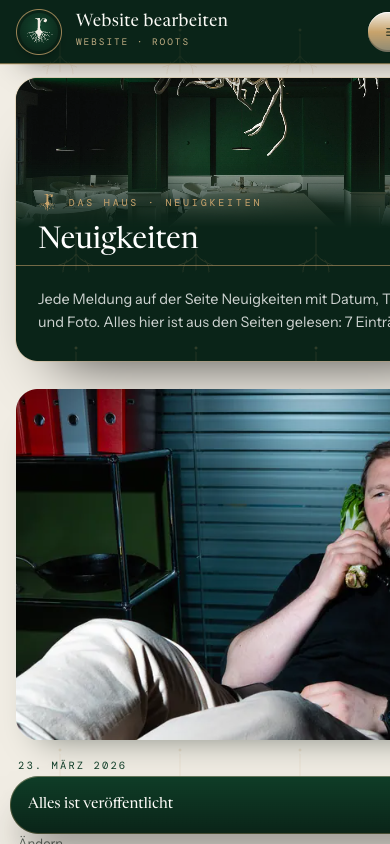 r
Website bearbeiten
WEBSITE · ROOTS
r
DAS HAUS · NEUIGKEITEN
Neuigkeiten
Jede Meldung auf der Seite Neuigkeiten mit Datum, T
und Foto. Alles hier ist aus den Seiten gelesen: 7 Eintr
23. MÄRZ 2026
Alles ist veröffentlicht
Ändern